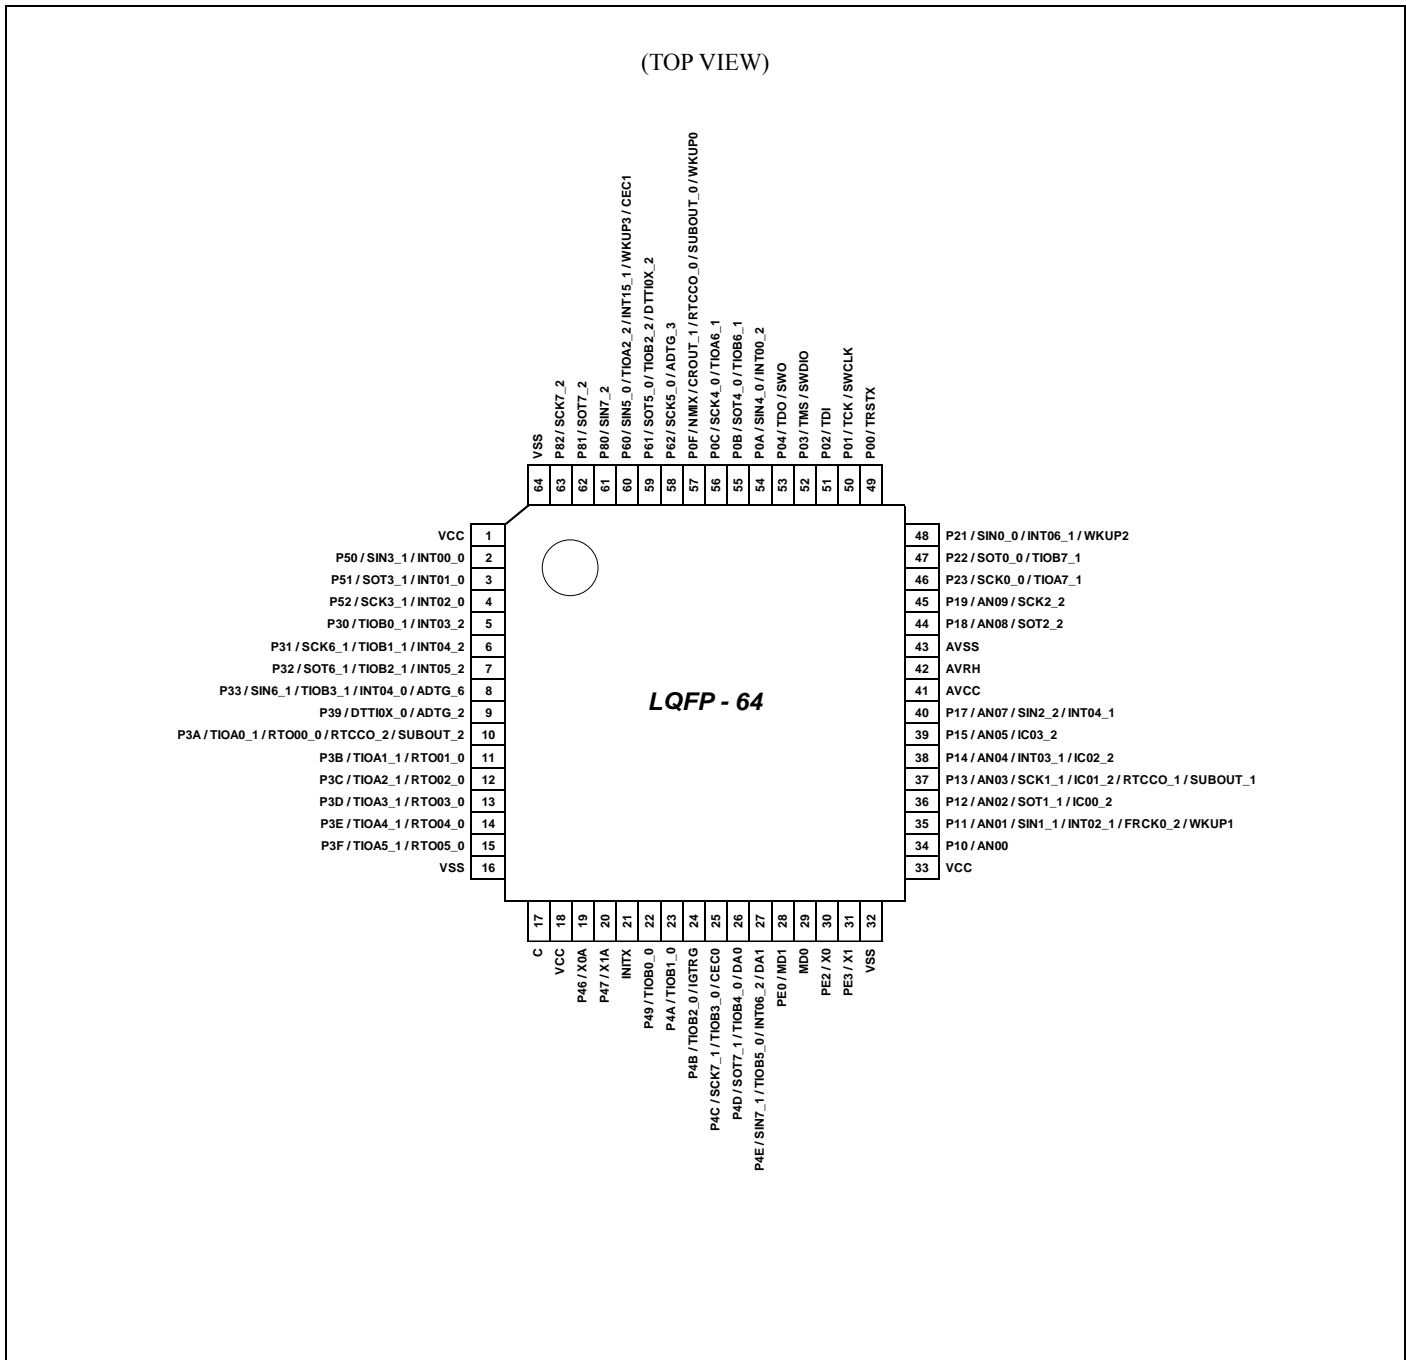 (TOP VIEW)
VSS
P82 / SCK7_2
P81 / SOT7_2
P80 / SIN7_2
P60 / SIN5_0 / TIOA2_2 / INT15_1 / WKUP3 / CEC1
P61 / SOT5_0 / TIOB2_2 / DTTI0X_2
P62 / SCK5_0 / ADTG_3
P0F / NMIX / CROUT_1 / RTCCO_0 / SUBOUT_0 / WKUP0
P0C / SCK4_0 / TIOA6_1
P0B / SOT4_0 / TIOB6_1
P0A / SIN4_0 / INT00_2
P04 / TDO / SWO
P03 / TMS / SWDIO
P02 / TDI
P01 / TCK / SWCLK
P00 / TRSTX
64
63
62
61
60
59
58
57
56
55
54
53
52
51
50
49
VCC 1
P50 / SIN3_1 / INT00_0 2
P51 / SOT3_1 / INT01_0 3
P52 / SCK3_1 / INT02_0 4
P30 / TIOB0_1 / INT03_2 5
P31 / SCK6_1 / TIOB1_1 / INT04_2 6
P32 / SOT6_1 / TIOB2_1 / INT05_2 7
P33 / SIN6_1 / TIOB3_1 / INT04_0 / ADTG_6 8
P39 / DTTI0X_0 / ADTG_2 9
P3A / TIOA0_1 / RTO00_0 / RTCCO_2 / SUBOUT_2 10
P3B / TIOA1_1 / RTO01_0 11
P3C / TIOA2_1 / RTO02_0 12
P3D / TIOA3_1 / RTO03_0 13
P3E / TIOA4_1 / RTO04_0 14
P3F / TIOA5_1 / RTO05_0 15
VSS 16
LQFP - 64
48 P21 / SIN0_0 / INT06_1 / WKUP2
47 P22 / SOT0_0 / TIOB7_1
46 P23 / SCK0_0 / TIOA7_1
45 P19 / AN09 / SCK2_2
44 P18 / AN08 / SOT2_2
43 AVSS
42 AVRH
41 AVCC
40 P17 / AN07 / SIN2_2 / INT04_1
39 P15 / AN05 / IC03_2
38 P14 / AN04 / INT03_1 / IC02_2
37 P13 / AN03 / SCK1_1 / IC01_2 / RTCCO_1 / SUBOUT_1
36 P12 / AN02 / SOT1_1 / IC00_2
35 P11 / AN01 / SIN1_1 / INT02_1 / FRCK0_2 / WKUP1
34 P10 / AN00
33 VCC
17
18
19
20
21
22
23
24
25
26
27
28
29
30
31
32
C
VCC
P46 / X0A
P47 / X1A
INITX
P49 / TIOB0_0
P4A / TIOB1_0
P4B / TIOB2_0 / IGTRG
P4C / SCK7_1 / TIOB3_0 / CEC0
P4D / SOT7_1 / TIOB4_0 / DA0
P4E / SIN7_1 / TIOB5_0 / INT06_2 / DA1
PE0 / MD1
MD0
PE2 / X0
PE3 / X1
VSS